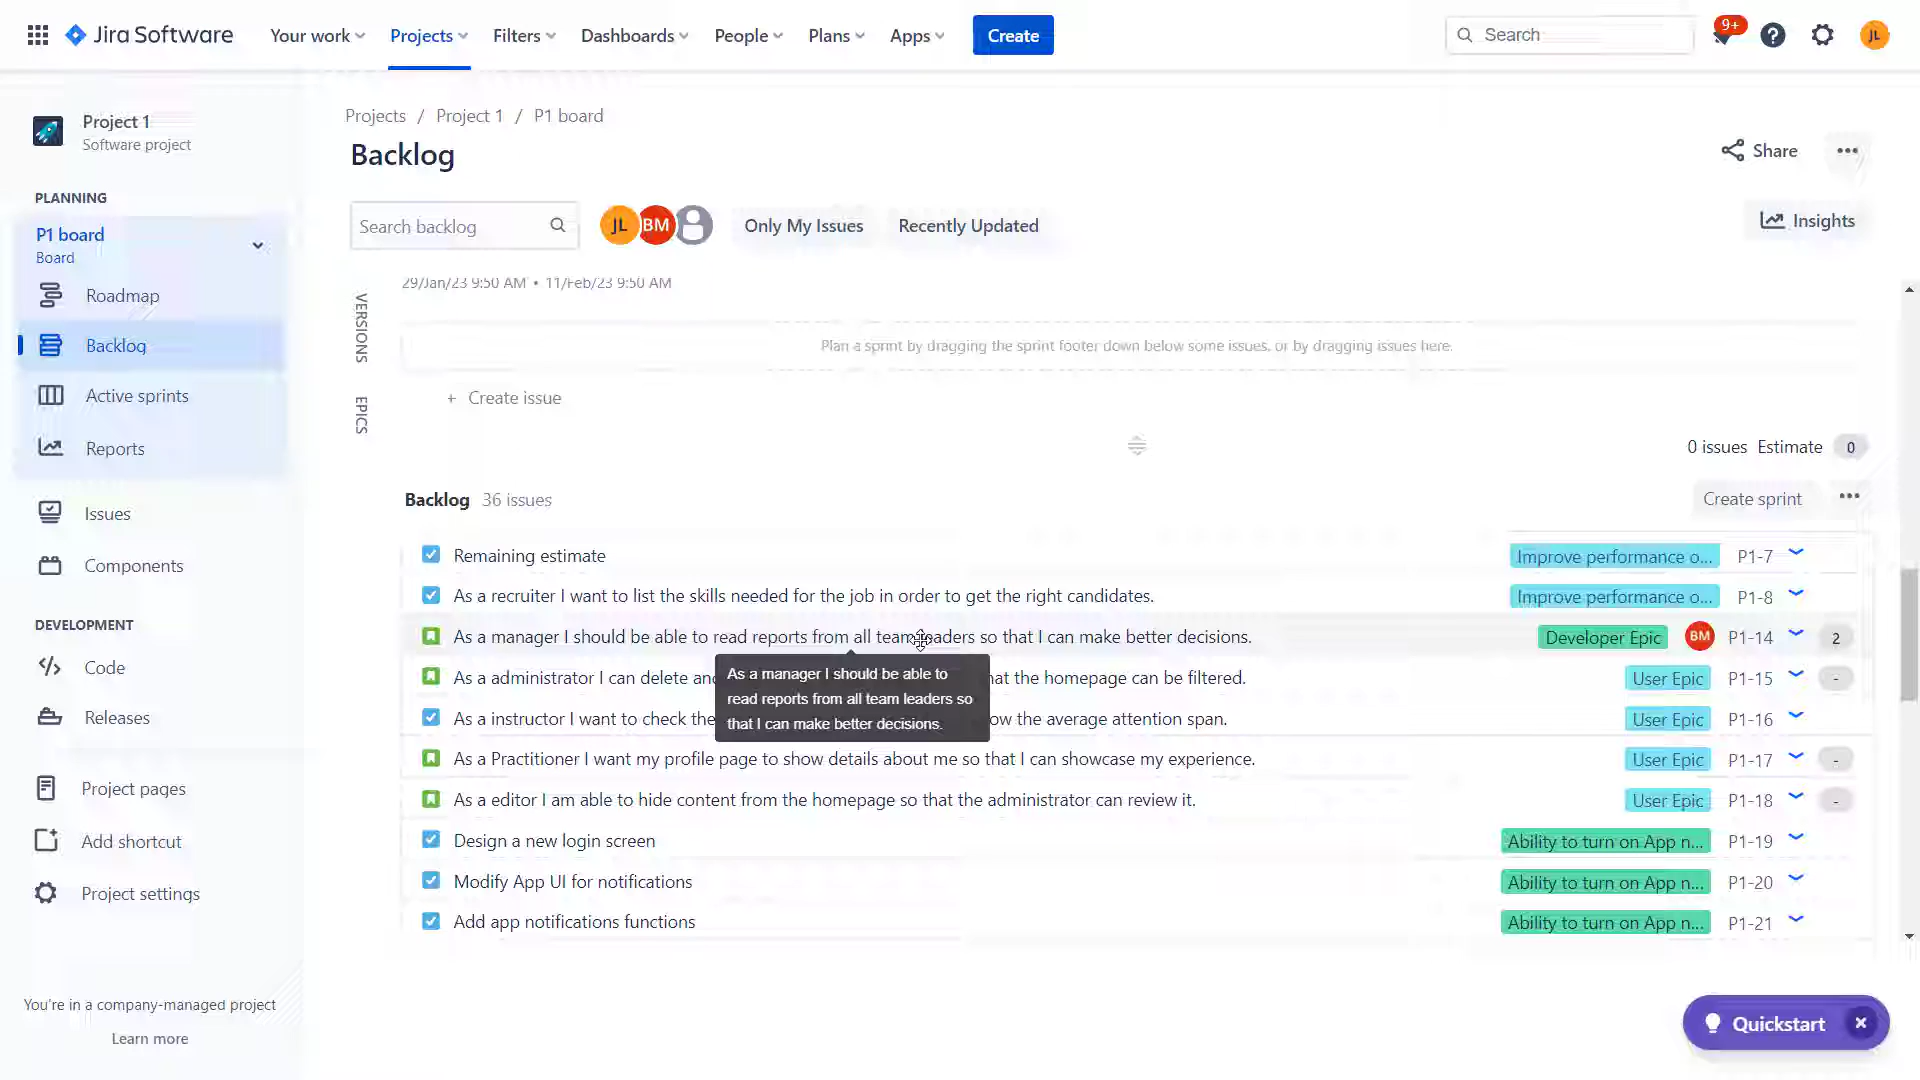 Jira Software
Your work
Projects
Filters
Dashboards
People
Plans
Apps
Create
Search
9+
JL
Project 1
Software project
PLANNING
P1 board
Board
Roadmap
Backlog
Active sprints
Reports
Issues
Components
DEVELOPMENT
Code
Releases
Project pages
Add shortcut
Project settings
You're in a company-managed project
Learn more
Projects / Project 1 / P1 board
Backlog
Share
Search backlog
JL
BM
Only My Issues
Recently Updated
Insights
VERSIONS
EPICS
29/Jan/23 9:50 AM • 11/Feb/23 9:50 AM
Plan a sprint by dragging the sprint footer down below some issues, or by dragging issues here.
+ Create issue
0 issues Estimate 0
Backlog 36 issues
Create sprint
Remaining estimate Improve performance o... P1-7
As a recruiter I want to list the skills needed for the job in order to get the right candidates. Improve performance o... P1-8
As a manager I should be able to read reports from all team leaders so that I can make better decisions. Developer Epic BM P1-14 2
As a administrator I can delete and hat the homepage can be filtered. User Epic P1-15 -
As a instructor I want to check the ow the average attention span. User Epic P1-16
As a manager I should be able to
read reports from all team leaders so
that I can make better decisions.
As a Practitioner I want my profile page to show details about me so that I can showcase my experience. User Epic P1-17 -
As a editor I am able to hide content from the homepage so that the administrator can review it. User Epic P1-18 -
Design a new login screen Ability to turn on App n... P1-19
Modify App UI for notifications Ability to turn on App n... P1-20
Add app notifications functions Ability to turn on App n... P1-21
Quickstart